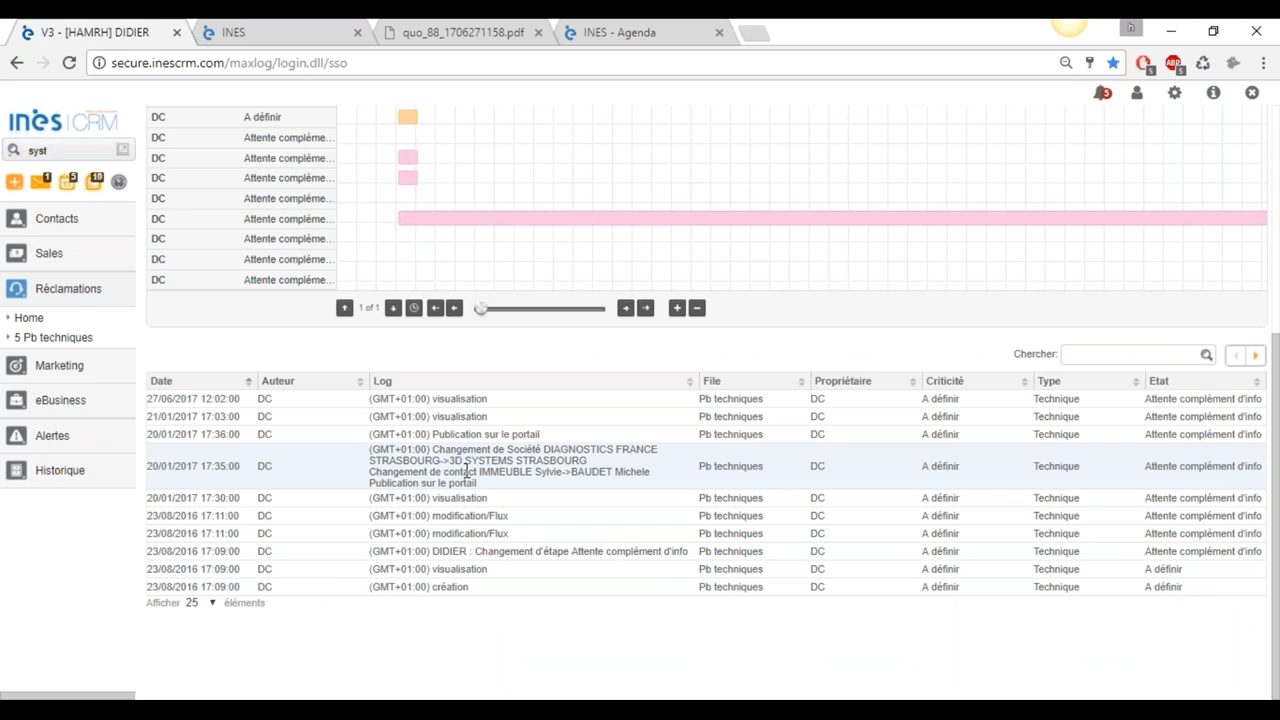 V3 - [HAMRH] DIDIER
INES
quo_88_1706271158.pdf
INES - Agenda
h
secure.inescrm.com/maxlog/login.dll/sso
5
ABP
5
5
inès CRM
syst
1
5
10
Contacts
Sales
Réclamations
Home
5 Pb techniques
Marketing
eBusiness
Alertes
Historique
DC A définir
DC Attente compléme...
DC Attente compléme...
DC Attente compléme...
DC Attente compléme...
DC Attente compléme...
DC Attente compléme...
DC Attente compléme...
DC Attente compléme...
1 of 1
Chercher:
Date Auteur Log File Propriétaire Criticité Type Etat
27/06/2017 12:02:00 DC (GMT+01:00) visualisation Pb techniques DC A définir Technique Attente complément d'info
21/01/2017 17:03:00 DC (GMT+01:00) visualisation Pb techniques DC A définir Technique Attente complément d'info
20/01/2017 17:36:00 DC (GMT+01:00) Publication sur le portail Pb techniques DC A définir Technique Attente complément d'info
(GMT+01:00) Changement de Société DIAGNOSTICS FRANCE
STRASBOURG->3D SYSTEMS STRASBOURG
20/01/2017 17:35:00 DC Changement de contact IMMEUBLE Sylvie->BAUDET Michele Pb techniques DC A définir Technique Attente complément d'info
Publication sur le portail
20/01/2017 17:30:00 DC (GMT+01:00) visualisation Pb techniques DC A définir Technique Attente complément d'info
23/08/2016 17:11:00 DC (GMT+01:00) modification/Flux Pb techniques DC A définir Technique Attente complément d'info
23/08/2016 17:11:00 DC (GMT+01:00) modification/Flux Pb techniques DC A définir Technique Attente complément d'info
23/08/2016 17:09:00 DC (GMT+01:00) DIDIER : Changement d'étape Attente complément d'info Pb techniques DC A définir Technique Attente complément d'info
23/08/2016 17:09:00 DC (GMT+01:00) visualisation Pb techniques DC A définir Technique A définir
23/08/2016 17:09:00 DC (GMT+01:00) création Pb techniques DC A définir Technique A définir
Afficher 25 éléments